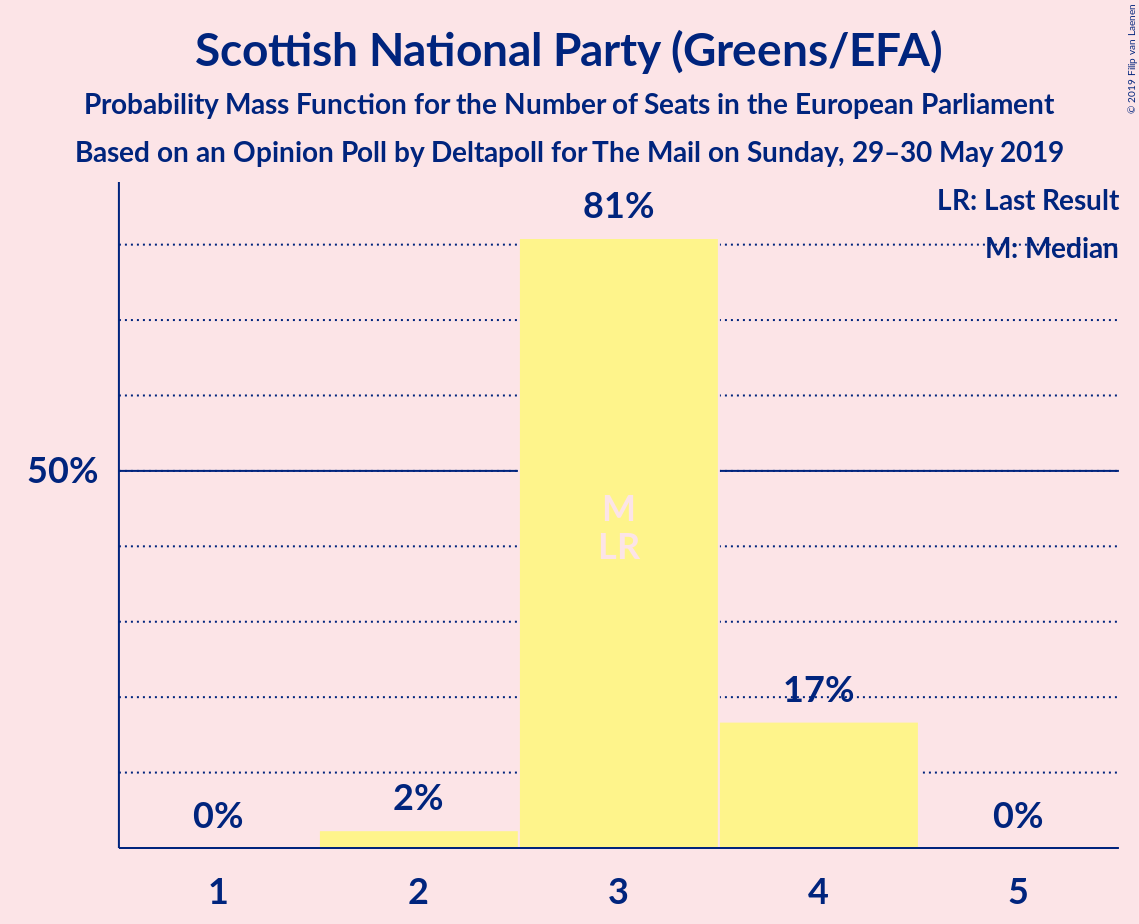 Scottish National Party (Greens/EFA)
Probability Mass Function for the Number of Seats in the European Parliament
Based on an Opinion Poll by Deltapoll for The Mail on Sunday, 29–30 May 2019
© 2019 Filip van Laenen
LR: Last Result
M: Median
81%
50%
M
LR
17%
2%
0%
0%
1
2
3
4
5